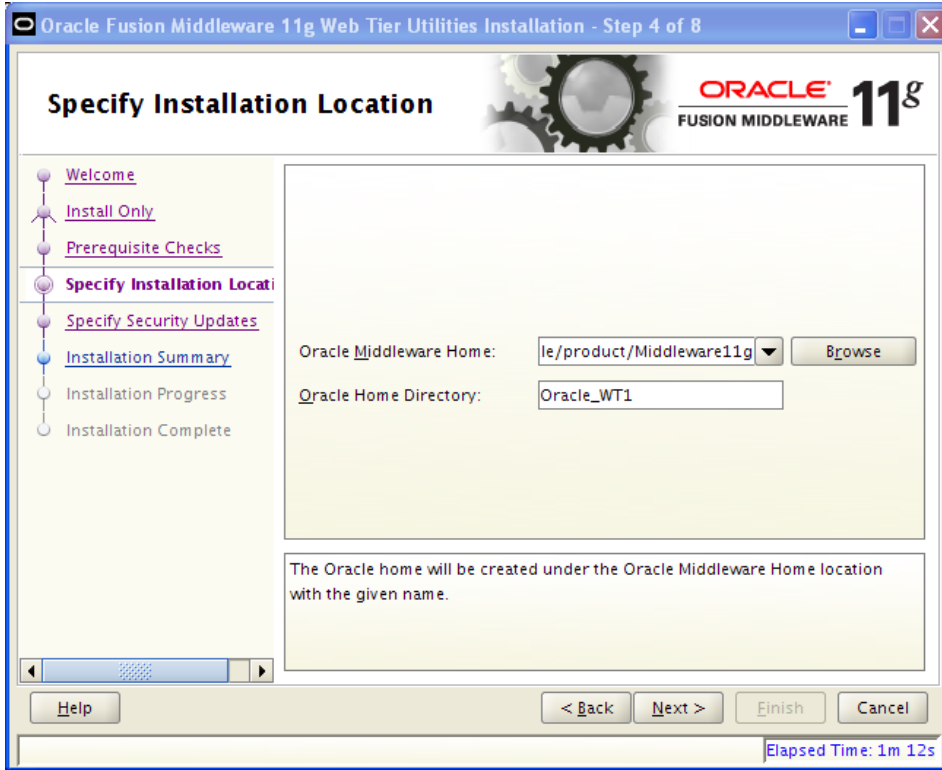 Oracle Fusion Middleware 11g Web Tier Utilities Installation - Step 4 of 8
Specify Installation Location
ORACLE
FUSION MIDDLEWARE 11g
Welcome
Install Only
Prerequisite Checks
Specify Installation Locati
Specify Security Updates
Installation Summary
Installation Progress
Installation Complete
Oracle Middleware Home: le/product/Middleware11g Browse
Oracle Home Directory: Oracle_WT1
The Oracle home will be created under the Oracle Middleware Home location
with the given name.
Help < Back Next > Finish Cancel
Elapsed Time: 1m 12s